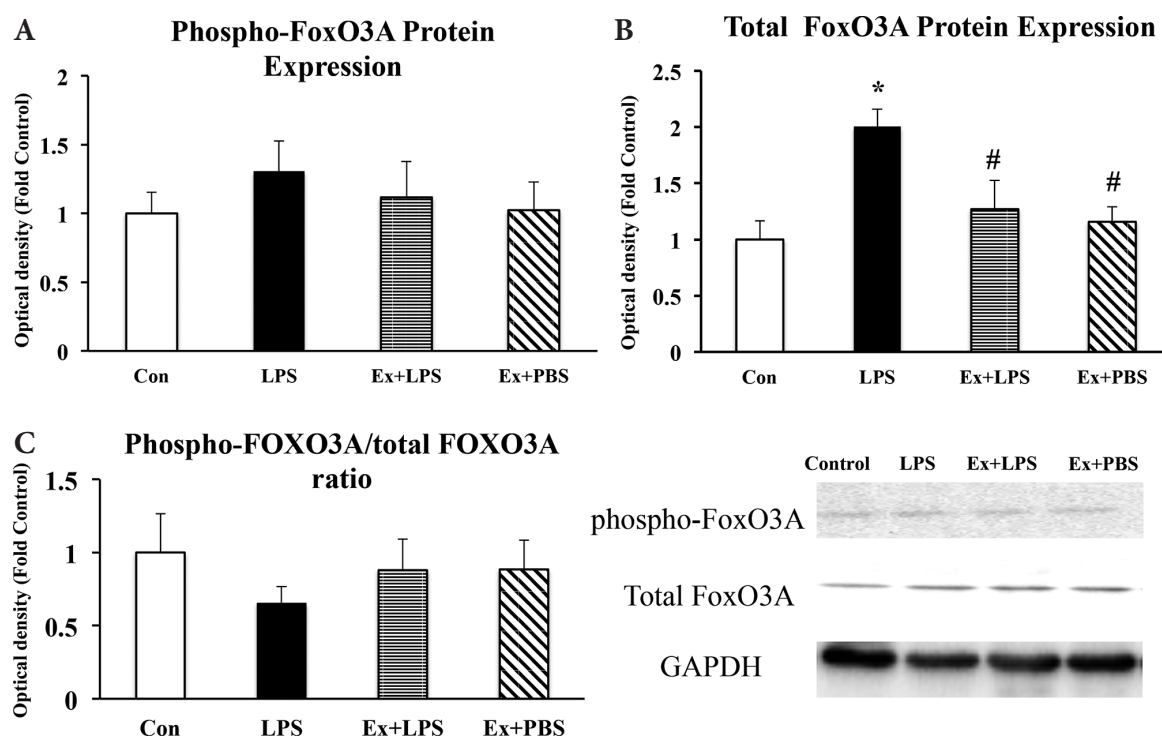 A
Phospho-FoxO3A Protein
Expression
Optical density (Fold Control)
2
1.5
1
0.5
0
Con LPS Ex+LPS Ex+PBS
B
Total FoxO3A Protein Expression
Optical density (Fold Control)
2.5
2
1.5
1
0.5
0
*
#
#
Con LPS Ex+LPS Ex+PBS
C
Phospho-FOXO3A/total FOXO3A
ratio
Optical density (Fold Control)
1.5
1
0.5
0
Con LPS Ex+LPS Ex+PBS
Control LPS Ex+LPS Ex+PBS
phospho-FoxO3A
Total FoxO3A
GAPDH